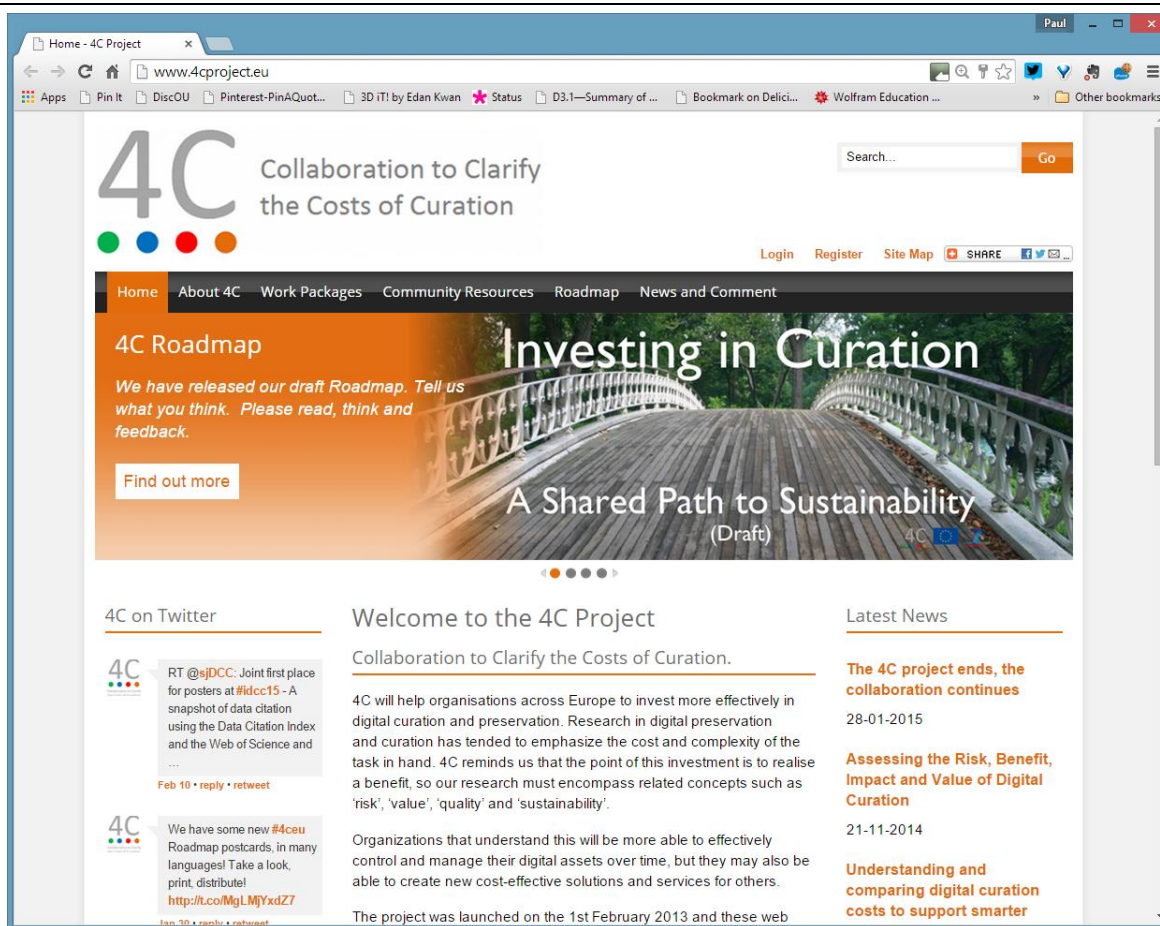 Paul
Home - 4C Project
www.4cproject.eu
Apps Pin It DiscOU Pinterest-PinAQuot... 3D iT! by Edan Kwan Status D3.1—Summary of ... Bookmark on Delici... Wolfram Education ... » Other bookmarks
4C
Collaboration to Clarify
the Costs of Curation
Search...
Go
Login Register Site Map SHARE
Home About 4C Work Packages Community Resources Roadmap News and Comment
4C Roadmap
We have released our draft Roadmap. Tell us
what you think. Please read, think and
feedback.
Find out more
Investing in Curation
A Shared Path to Sustainability
(Draft)
4C
4C on Twitter
4C
RT @sjDCC: Joint first place
for posters at #idcc15 - A
snapshot of data citation
using the Data Citation Index
and the Web of Science and
…
Feb 10 • reply • retweet
4C
We have some new #4ceu
Roadmap postcards, in many
languages! Take a look,
print, distribute!
http://t.co/MgLMjYxdZ7
Jan 30 • reply • retweet
Welcome to the 4C Project
Collaboration to Clarify the Costs of Curation.
4C will help organisations across Europe to invest more effectively in
digital curation and preservation. Research in digital preservation
and curation has tended to emphasize the cost and complexity of the
task in hand. 4C reminds us that the point of this investment is to realise
a benefit, so our research must encompass related concepts such as
‘risk’, ‘value’, ‘quality’ and ‘sustainability’.
Organizations that understand this will be more able to effectively
control and manage their digital assets over time, but they may also be
able to create new cost-effective solutions and services for others.
The project was launched on the 1st February 2013 and these web
Latest News
The 4C project ends, the
collaboration continues
28-01-2015
Assessing the Risk, Benefit,
Impact and Value of Digital
Curation
21-11-2014
Understanding and
comparing digital curation
costs to support smarter